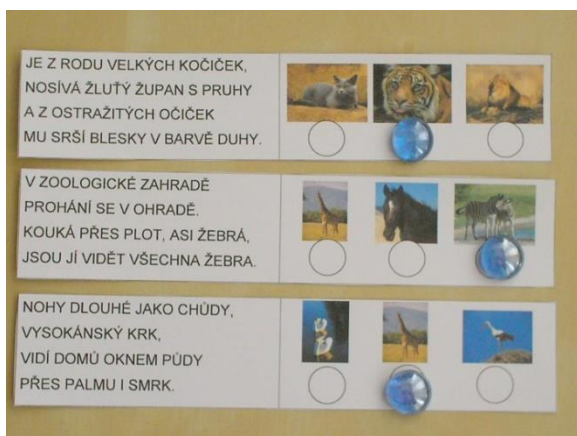 JE Z RODU VELKÝCH KOČIČEK,
NOSÍVÁ ŽLUTÝ ŽUPAN S PRUHY
A Z OSTRAŽITÝCH OČIČEK
MU SRŠÍ BLESKY V BARVĚ DUHY.
V ZOOLOGICKÉ ZAHRADĚ
PROHÁNÍ SE V OHRADĚ.
KOUKÁ PŘES PLOT, ASI ŽEBRÁ,
JSOU JÍ VIDĚT VŠECHNA ŽEBRA.
NOHY DLOUHÉ JAKO CHŮDY,
VYSOKÁNSKÝ KRK,
VIDÍ DOMŮ OKNEM PŮDY
PŘES PALMU I SMRK.